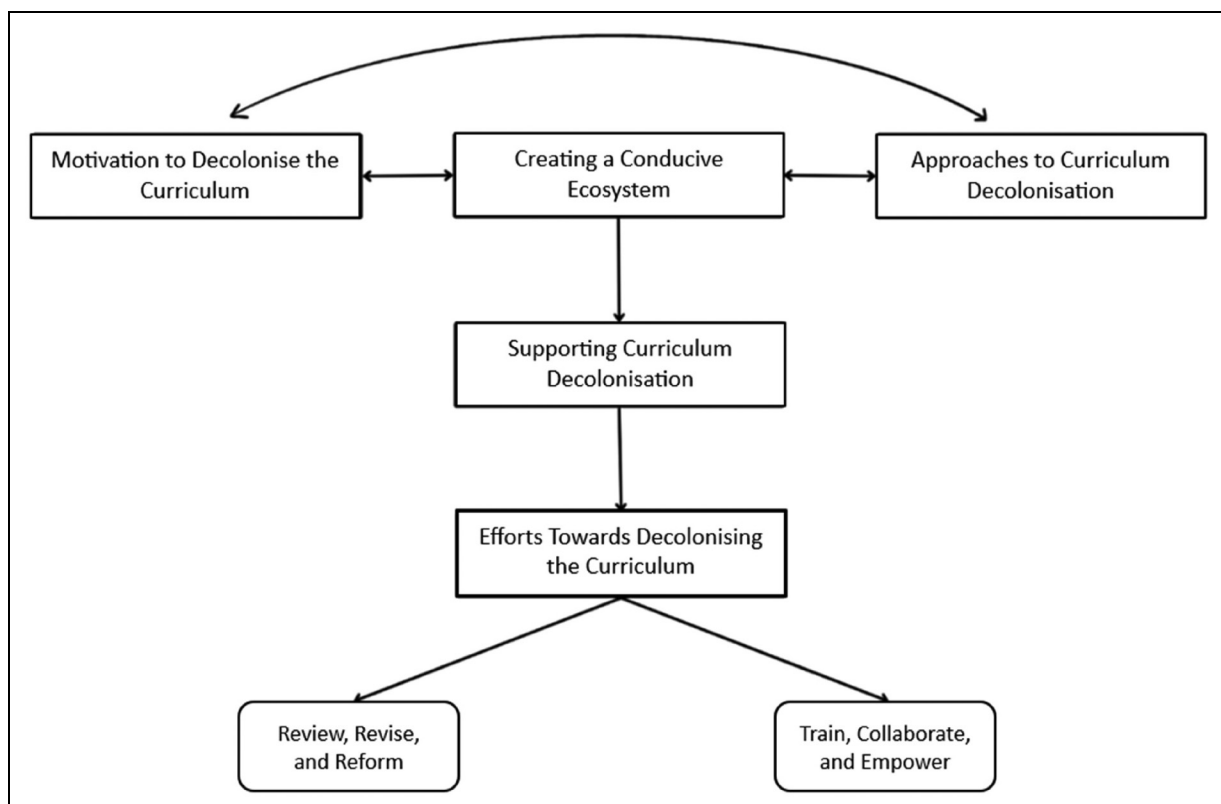 Motivation to Decolonise the
Curriculum
Creating a Conducive
Ecosystem
Approaches to Curriculum
Decolonisation
Supporting Curriculum
Decolonisation
Efforts Towards Decolonising
the Curriculum
Review, Revise,
and Reform
Train, Collaborate,
and Empower